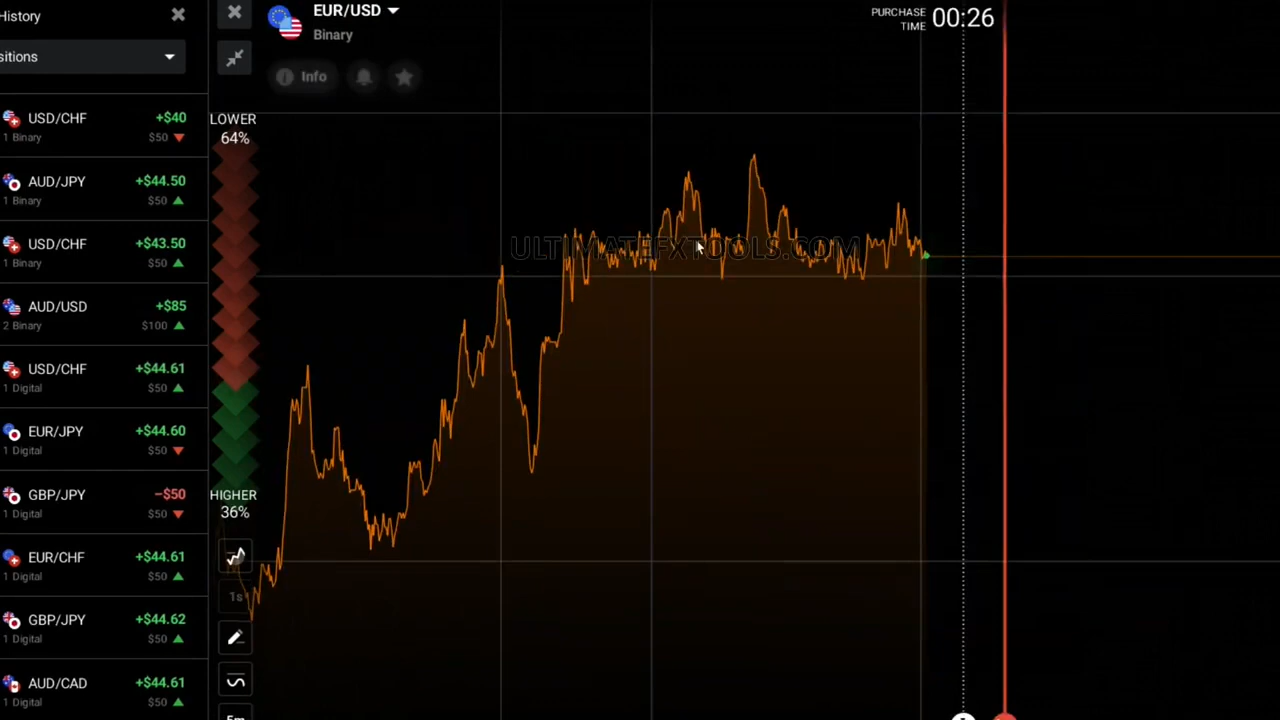 History
sitions
USD/CHF +$40
1 Binary $50
AUD/JPY +$44.50
1 Binary $50
USD/CHF +$43.50
1 Binary $50
AUD/USD +$85
2 Binary $100
USD/CHF +$44.61
1 Digital $50
EUR/JPY +$44.60
1 Digital $50
GBP/JPY −$50
1 Digital $50
EUR/CHF +$44.61
1 Digital $50
GBP/JPY +$44.62
1 Digital $50
AUD/CAD +$44.61
1 Digital $50
EUR/USD
Binary
Info
PURCHASE
TIME 00:26
LOWER
64%
HIGHER
36%
1s
5m
ULTIMATEFXTOOLS.COM